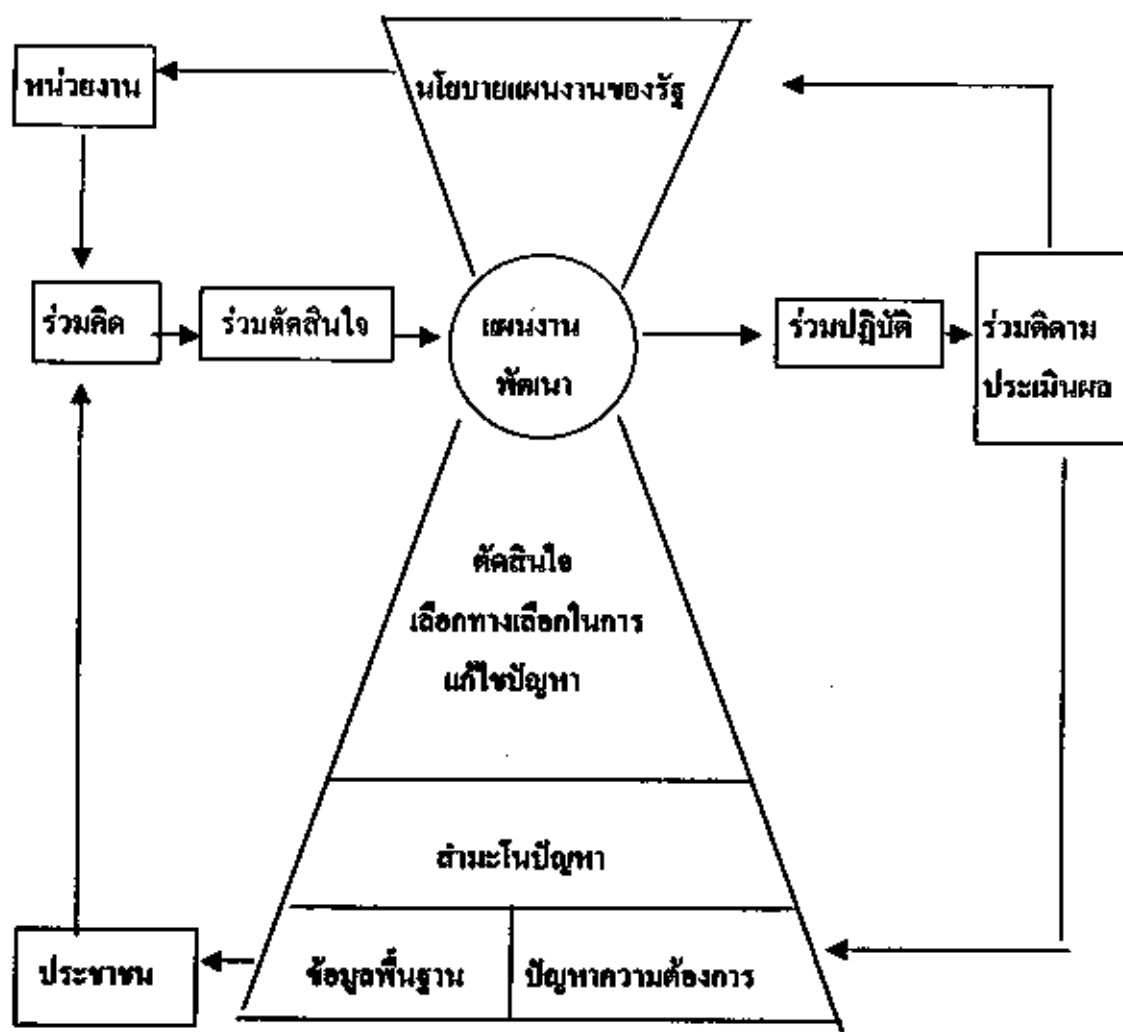 หน่วยงาน
นโยบายแผนงานของรัฐ
ร่วมคิด
ร่วมตัดสินใจ
แผนงาน
พัฒนา
ร่วมปฏิบัติ
ร่วมติดาม
ประเมินผล
ตัดสินใจ
เลือกทางเลือกในการ
แก้ไขปัญหา
สำมะโนปัญหา
ประชาชน
ข้อมูลพื้นฐาน
ปัญหาความต้องการ